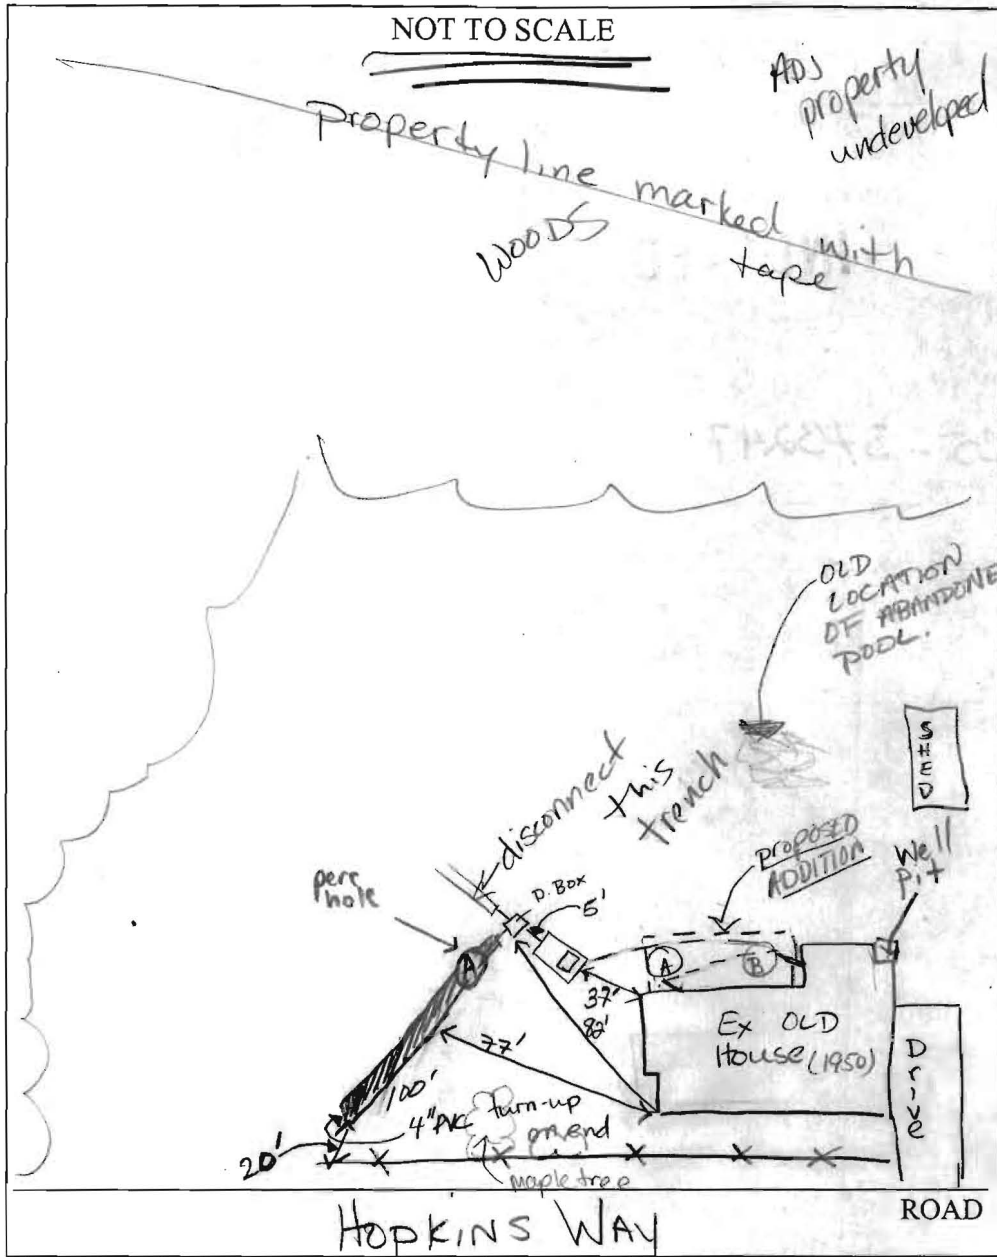 NOT TO SCALE
ADJ
property
undeveloped
Property line marked with
tape
WOODS
OLD
LOCATION
OF ABANDONE
POOL.
SHED
disconnect
this
trench
proposed
ADDITION
Well
pit
perc
hole
D. Box
5'
A
A
B
37'
82'
77'
Ex OLD
House (1950)
Drive
100'
4" PVC turn-up
on end
20'
maple tree
HOPKINS WAY
ROAD